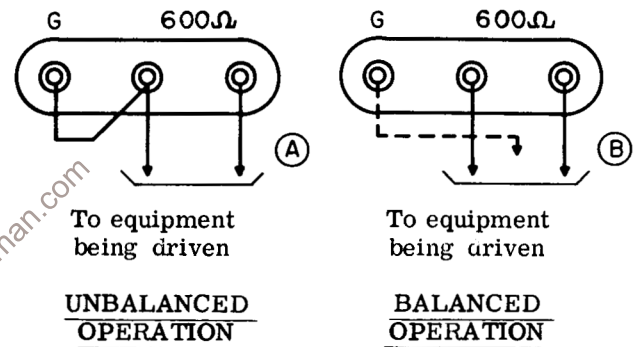 G 600Ω G 600Ω
A B
To equipment To equipment
being driven being driven
UNBALANCED BALANCED
OPERATION OPERATION